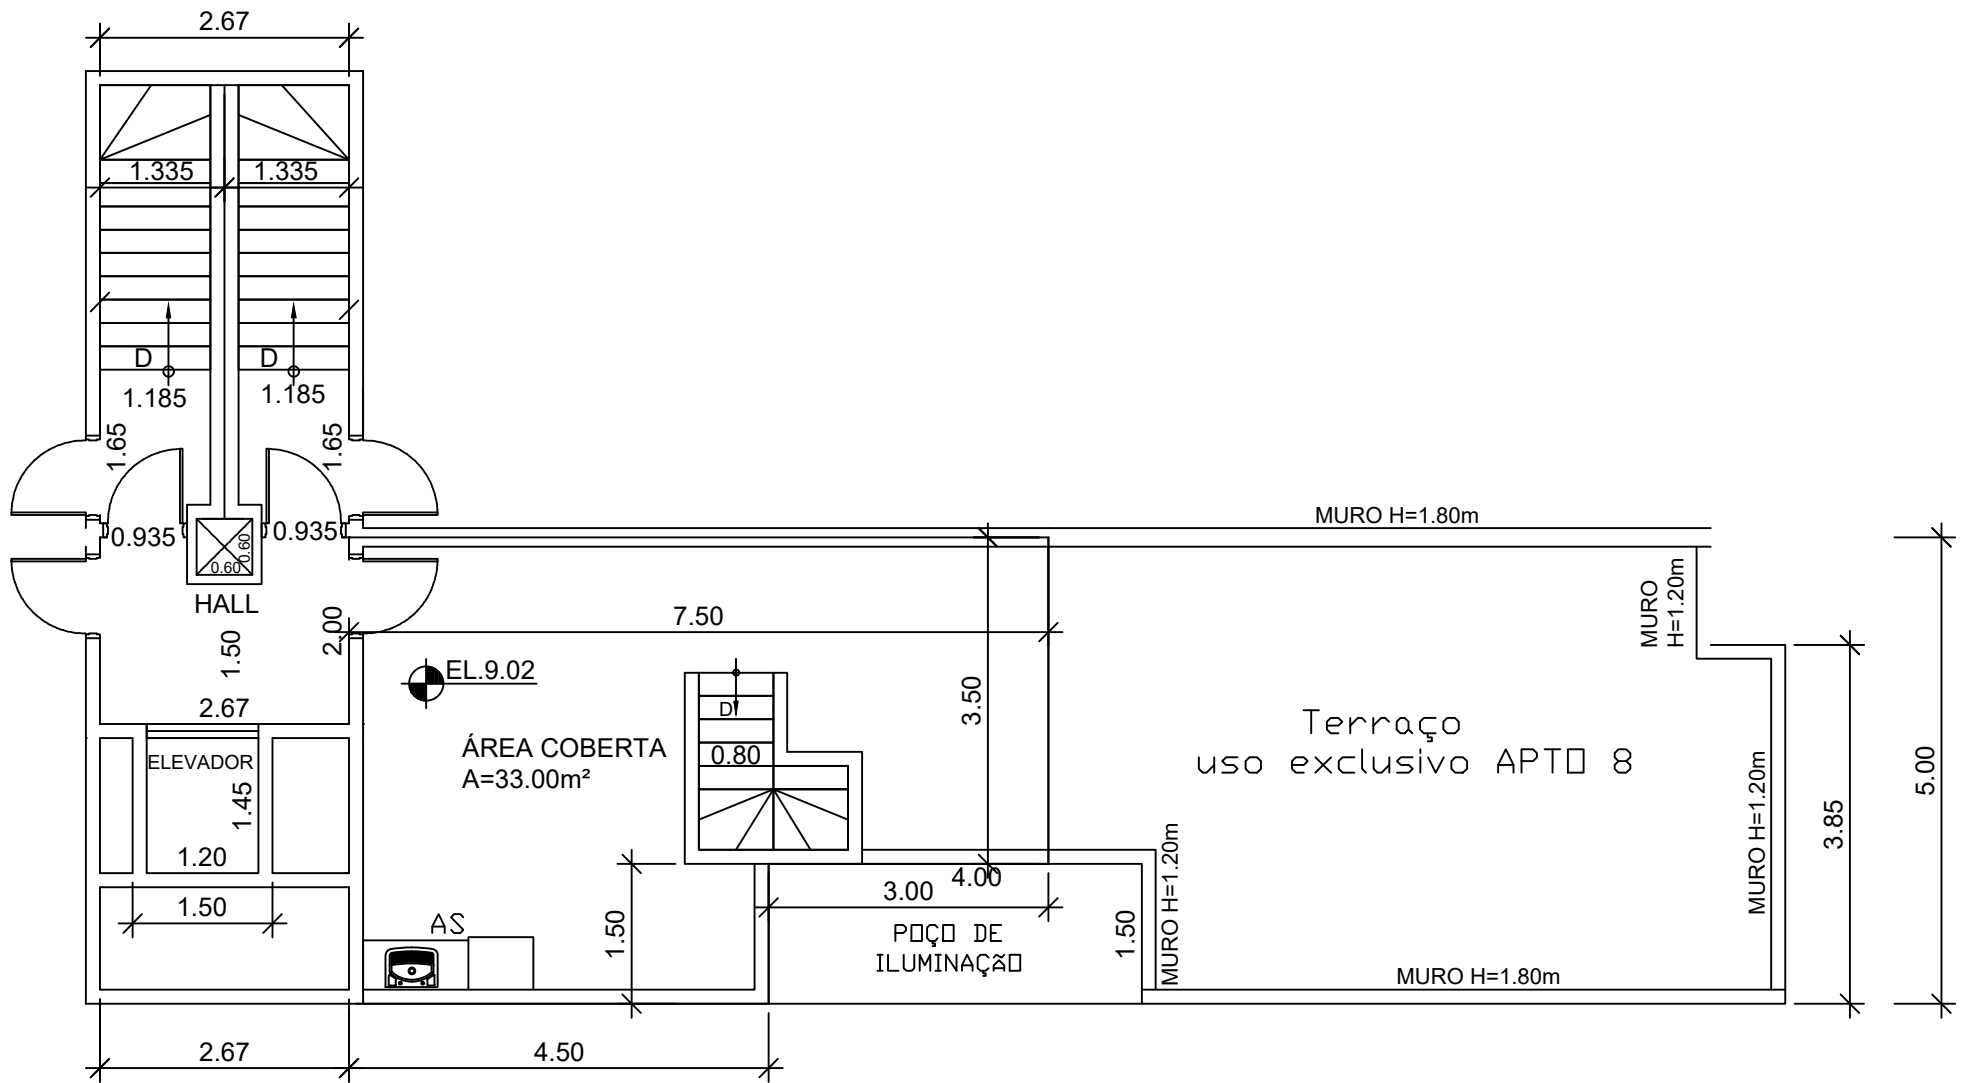 2.67
1.335 1.335
D D
1.185 1.185
1.65 1.65
MURO H=1.80m
0.935 0.935
0.60
0.60
HALL
MURO
H=1.20m
7.50
2.00
1.50
EL.9.02
2.67
3.50
D
Terraço
uso exclusivo APTO 8
ÁREA COBERTA
A=33.00m²
0.80
ELEVADOR
1.45
5.00
MURO H=1.20m
3.85
1.20
4.00
3.00
1.50
AS
1.50
POÇO DE
ILUMINAÇÃO
1.50
MURO H=1.20m
MURO H=1.80m
2.67
4.50